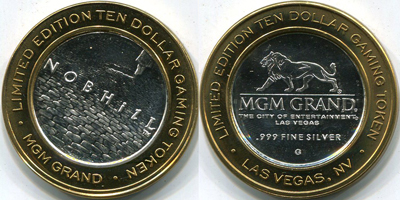 LIMITED EDITION TEN DOLLAR GAMING TOKEN
NOBHILL
MGM GRAND
LIMITED EDITION TEN DOLLAR GAMING TOKEN
MGM GRAND
THE CITY OF ENTERTAINMENT
LAS VEGAS
.999 FINE SILVER
G
LAS VEGAS, NV